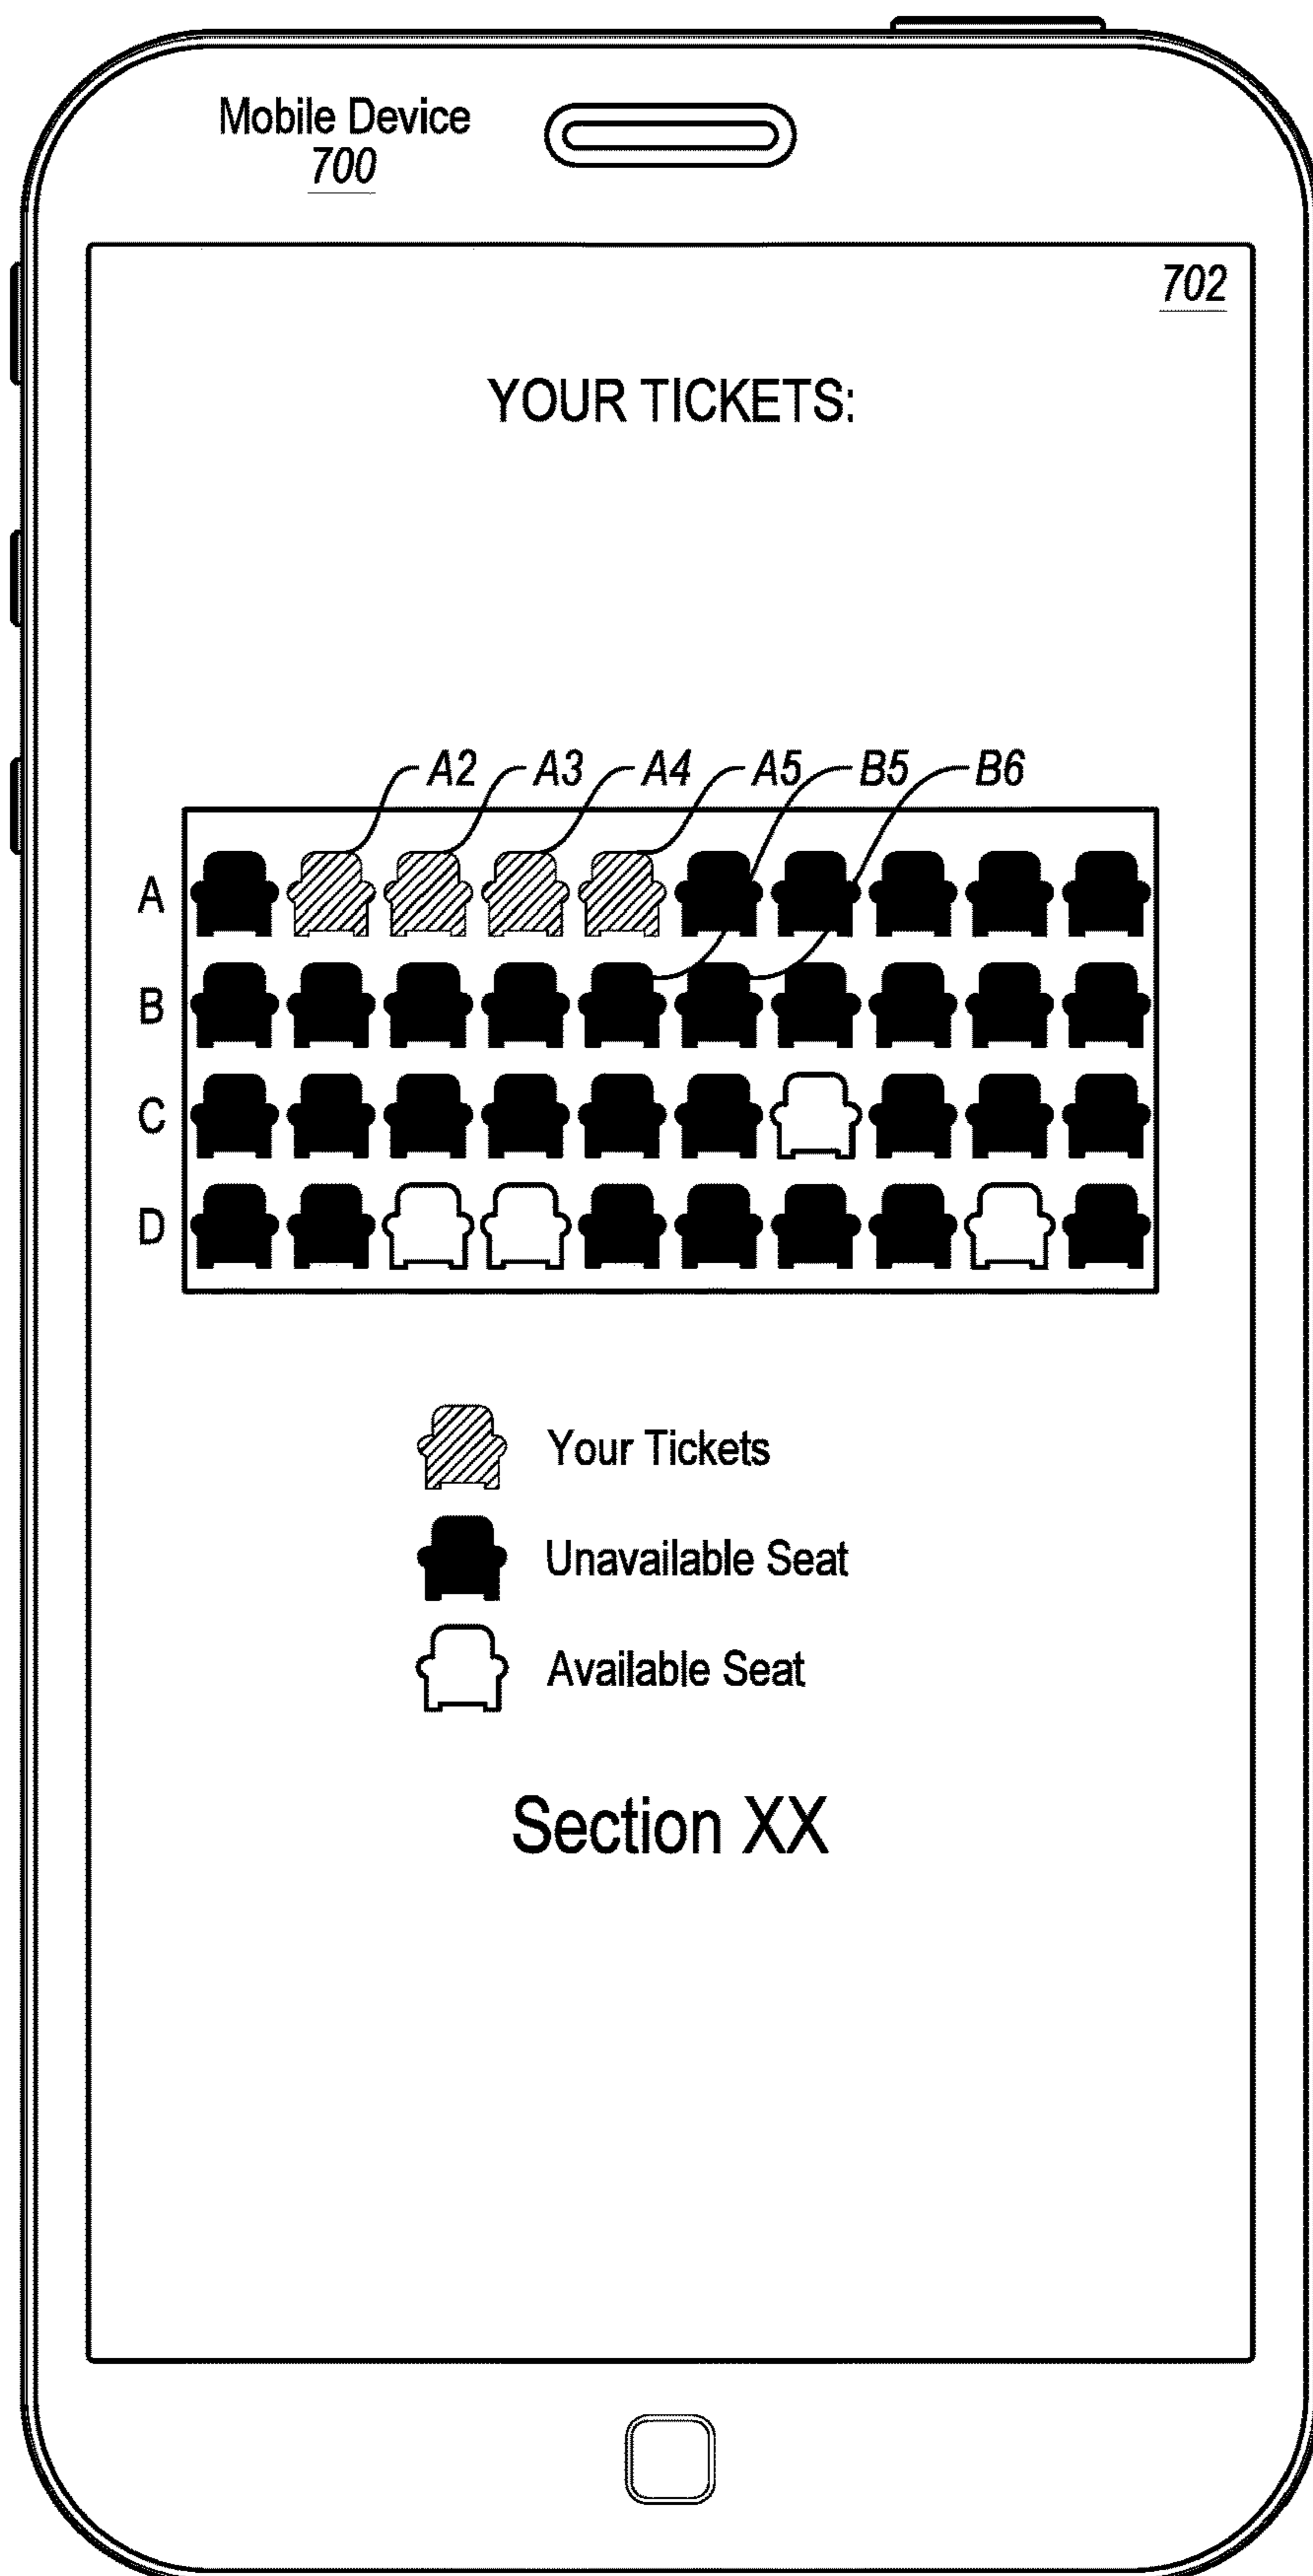 Mobile Device
700
702
YOUR TICKETS:
A2 A3 A4 A5 B5 B6
A
B
C
D
Your Tickets
Unavailable Seat
Available Seat
Section XX